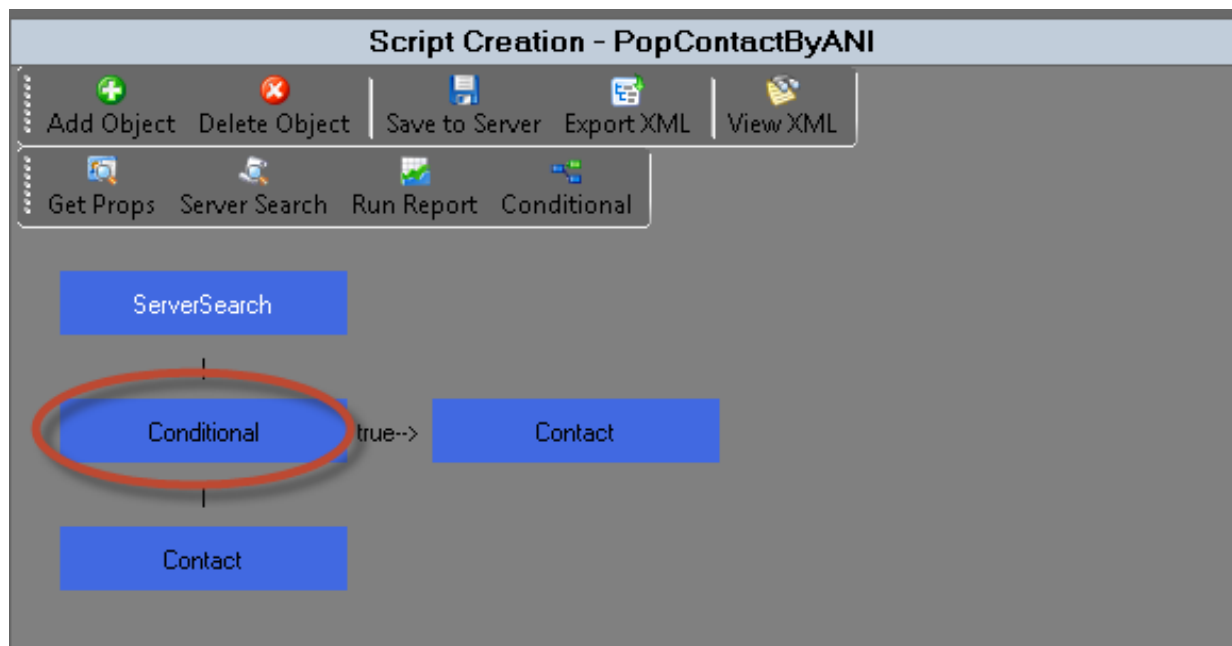 Script Creation - PopContactByANI
Add Object Delete Object Save to Server Export XML View XML
Get Props Server Search Run Report Conditional
ServerSearch
Conditional true--> Contact
Contact